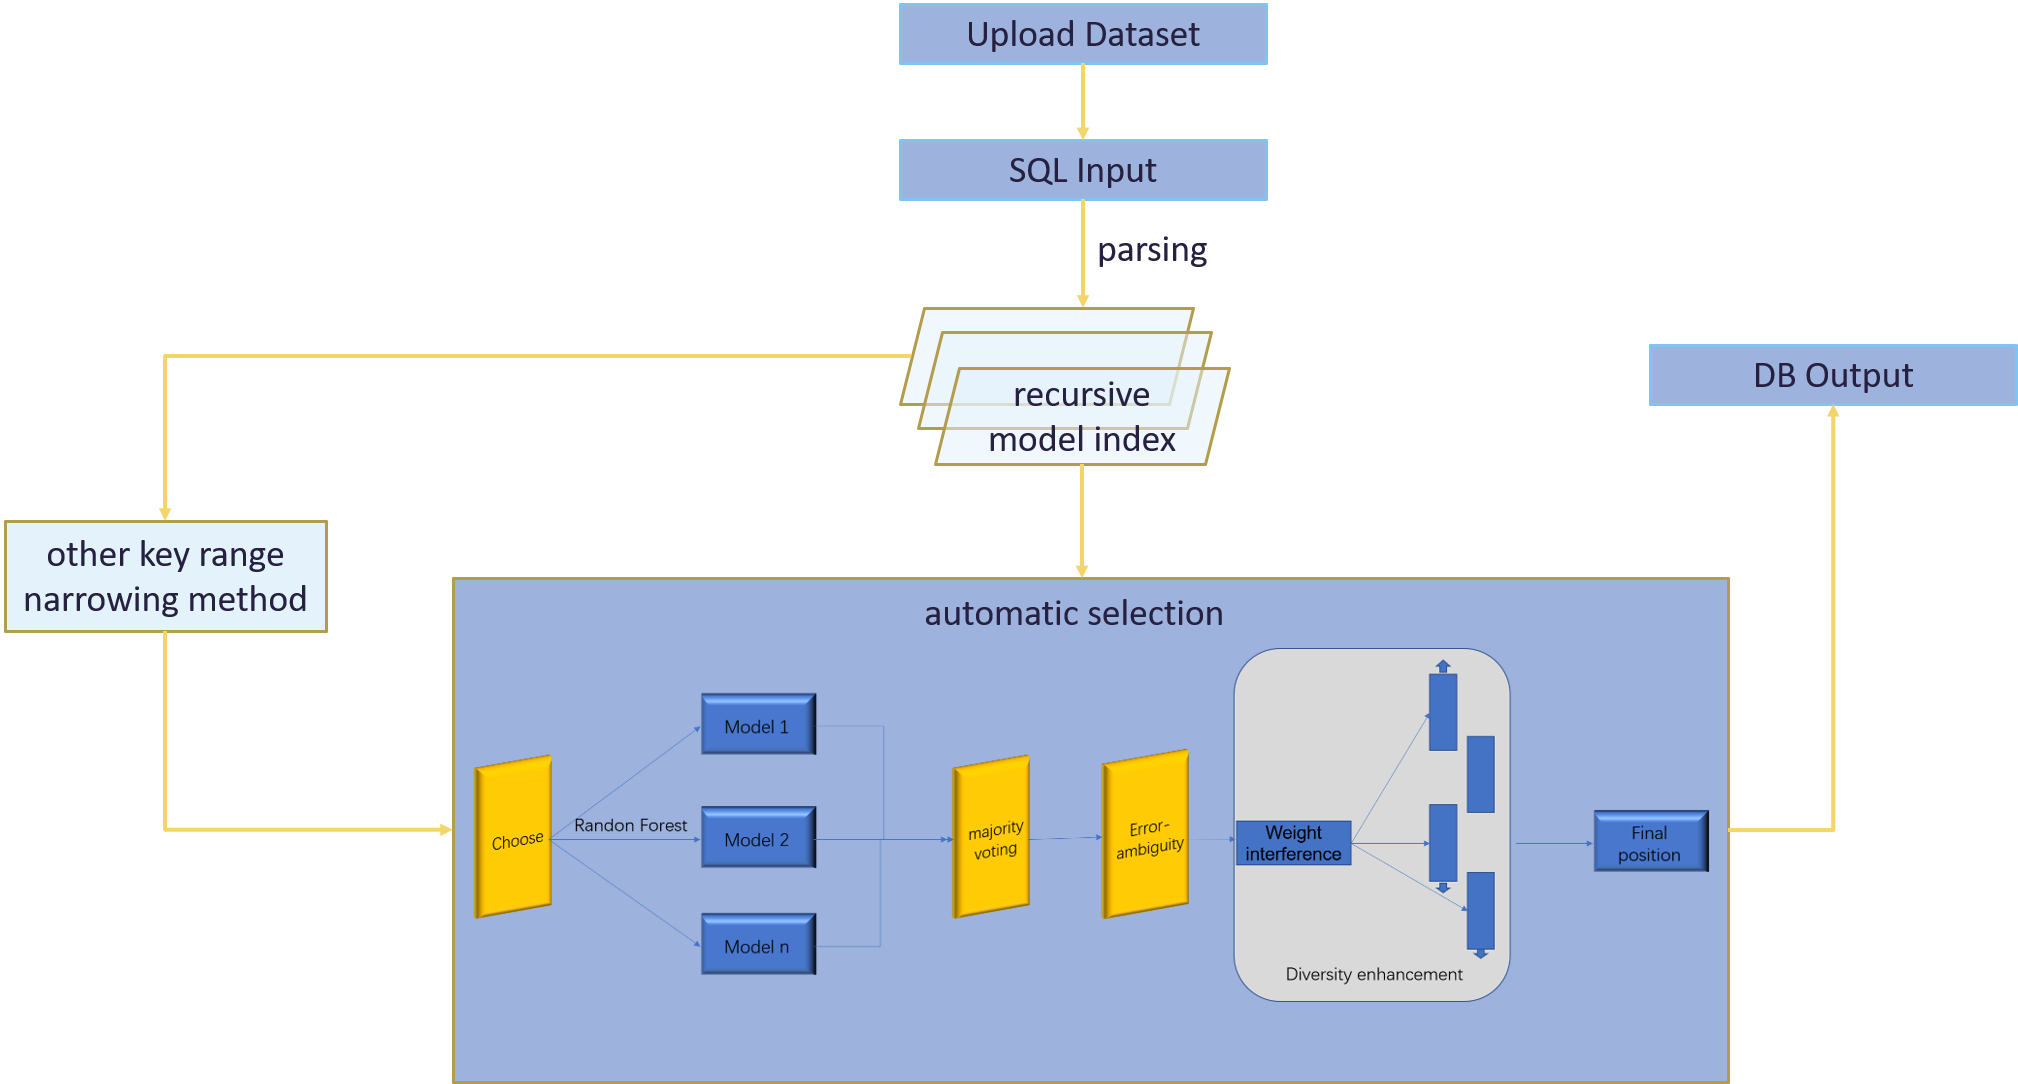 Upload Dataset
SQL Input
parsing
recursive
model index
DB Output
other key range
narrowing method
automatic selection
Choose
Randon Forest
Model 1
Model 2
Model n
majority
voting
Error-
ambiguity
Weight
interference
Diversity enhancement
Final
position